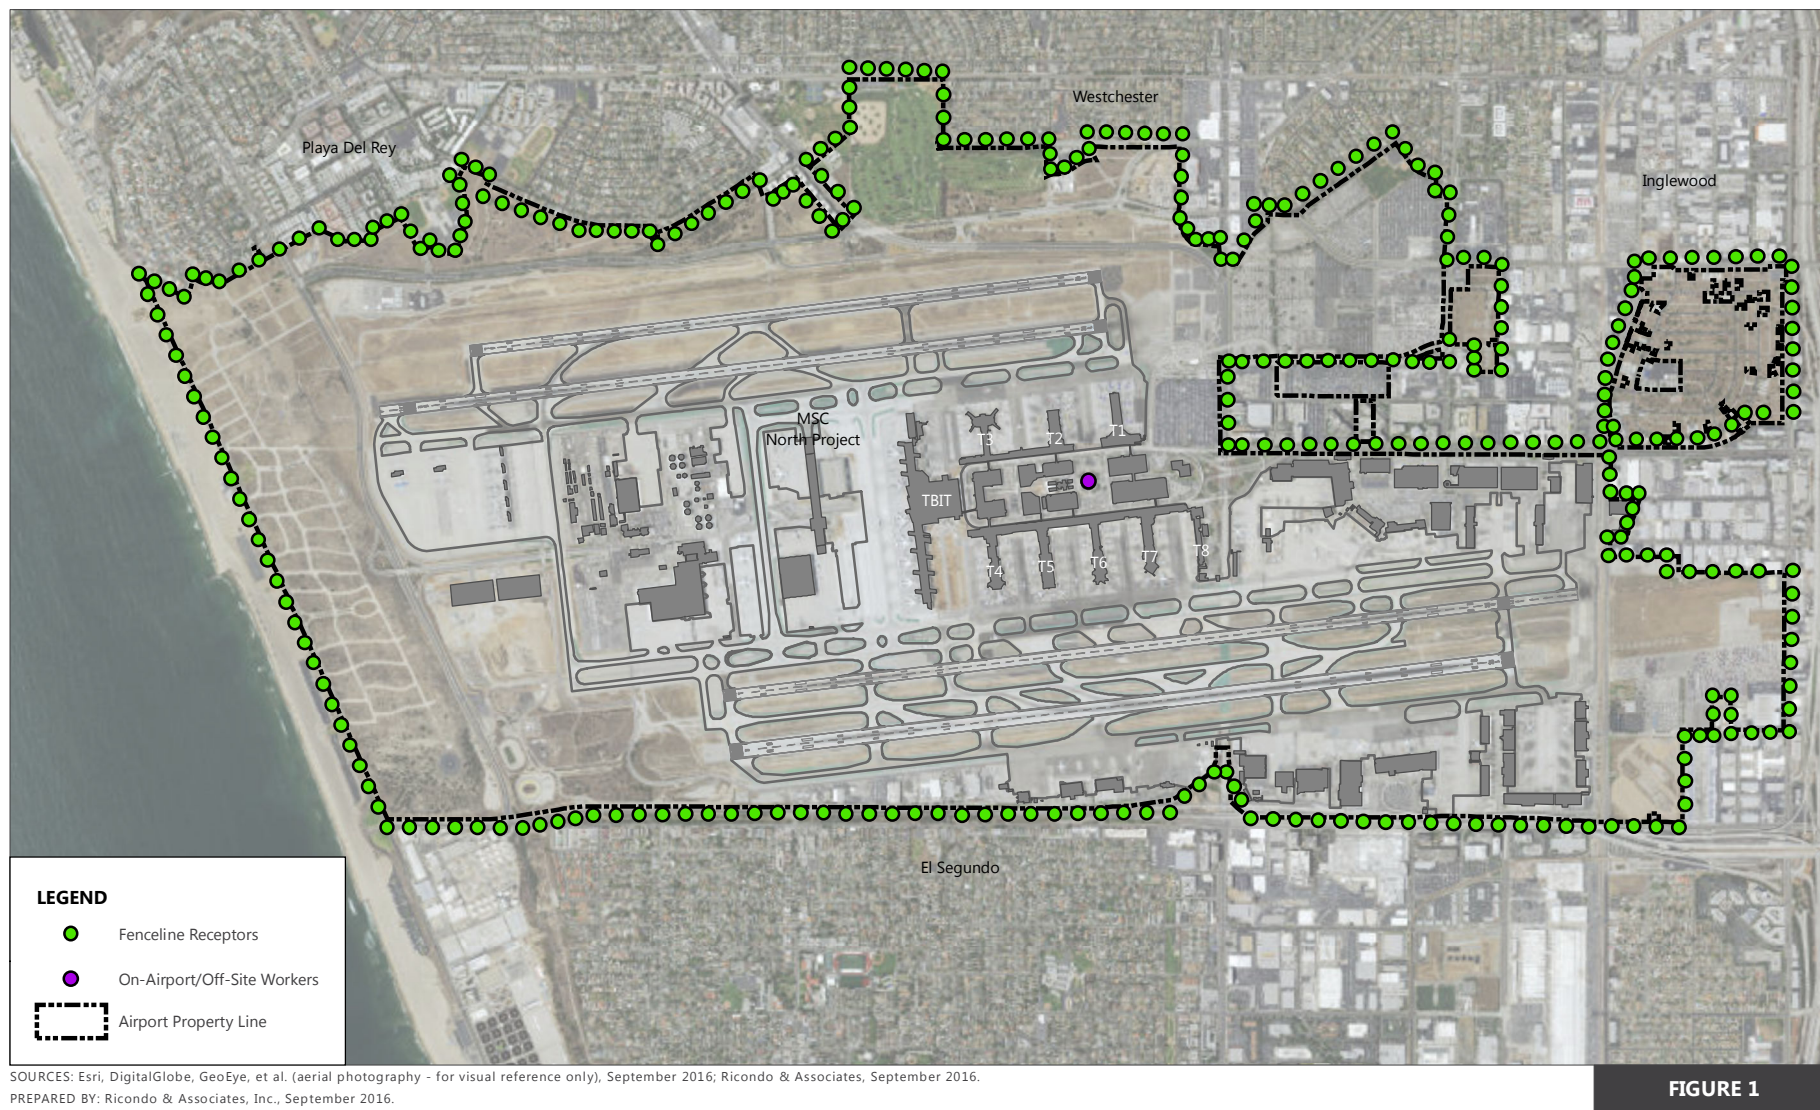 Westchester
Playa Del Rey
Inglewood
MSC
North Project
T3
T2
T1
TBIT
T4
T5
T6
T7
T8
El Segundo
LEGEND
Fenceline Receptors
On-Airport/Off-Site Workers
Airport Property Line
SOURCES: Esri, DigitalGlobe, GeoEye, et al. (aerial photography - for visual reference only), September 2016; Ricondo & Associates, September 2016.
PREPARED BY: Ricondo & Associates, Inc., September 2016.
FIGURE 1